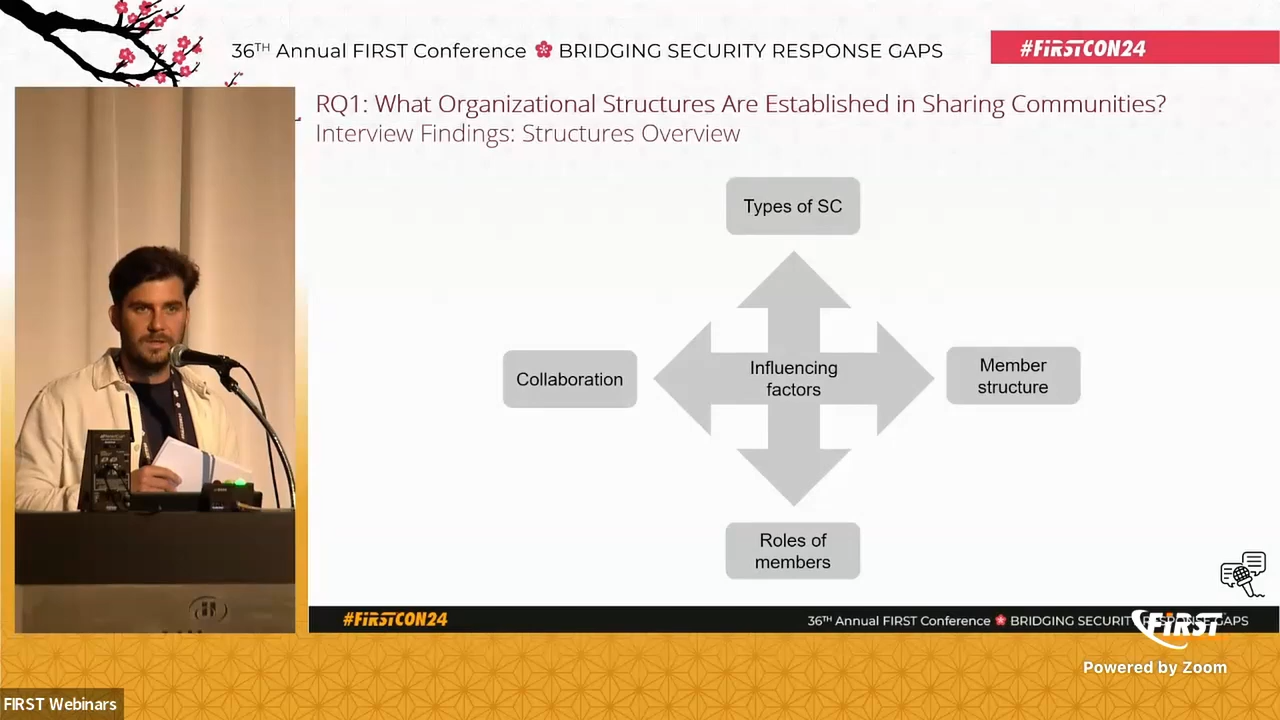 36TH Annual FIRST Conference BRIDGING SECURITY RESPONSE GAPS
#FiRSTCON24
RQ1: What Organizational Structures Are Established in Sharing Communities?
Interview Findings: Structures Overview
Types of SC
Collaboration
Influencing
factors
Member
structure
Roles of
members
#FiRSTCON24
36TH Annual FIRST Conference BRIDGING SECURITY RESPONSE GAPS
FiRST
Powered by Zoom
FIRST Webinars